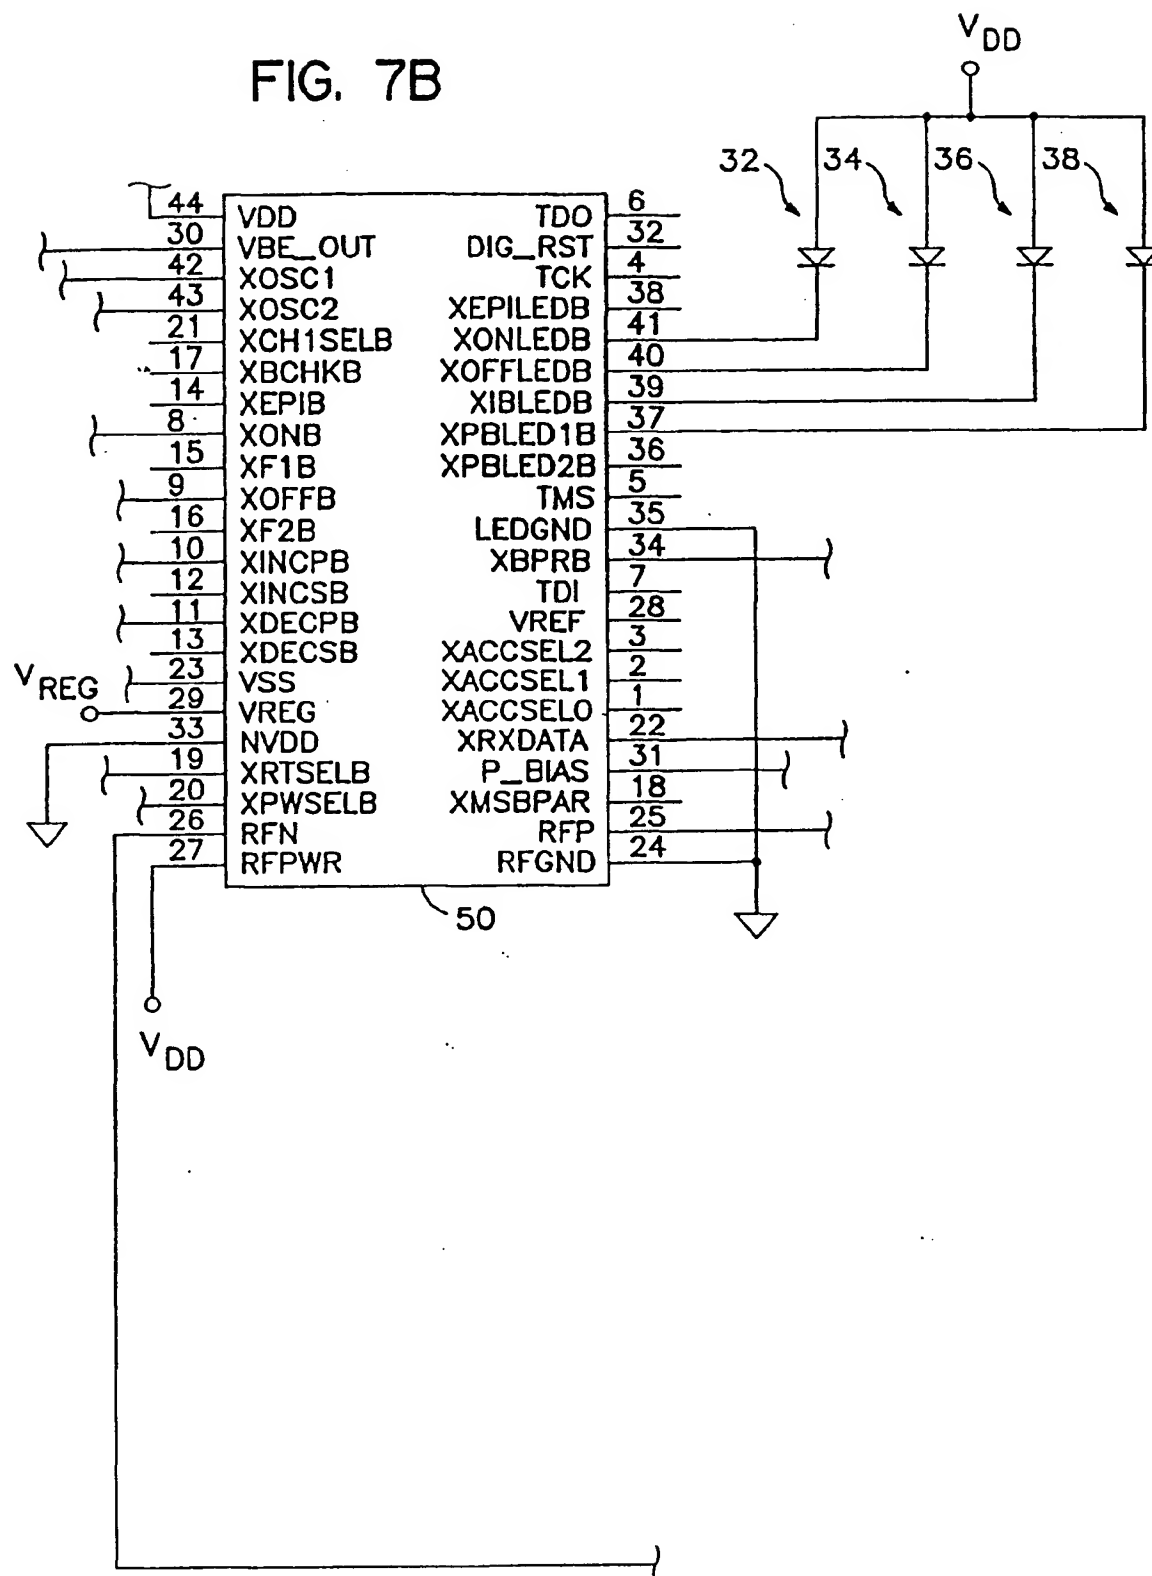 V_DD
FIG. 7B
32 34 36 38
44 VDD TDO 6
30 VBE_OUT DIG_RST 32
42 XOSC1 TCK 4
43 XOSC2 XEPILEDB 38
21 XCH1SELB XONLEDB 41
17 XBCHKB XOFFLEDB 40
14 XEPIB XIBLEDB 39
8 XONB XPBLED1B 37
15 XF1B XPBLED2B 36
9 XOFFB TMS 5
16 XF2B LEDGND 35
10 XINCPB XBPRB 34
12 XINCSB TDI 7
11 XDECPB VREF 28
13 XDECSB XACCSEL2 3
23 VSS XACCSEL1 2
V_REG 29 VREG XACCSEL0 1
33 NVDD XRXDATA 22
19 XRTSELB P_BIAS 31
20 XPWSELB XMSBPAR 18
26 RFN RFP 25
27 RFPWR RFGND 24
50
V_DD